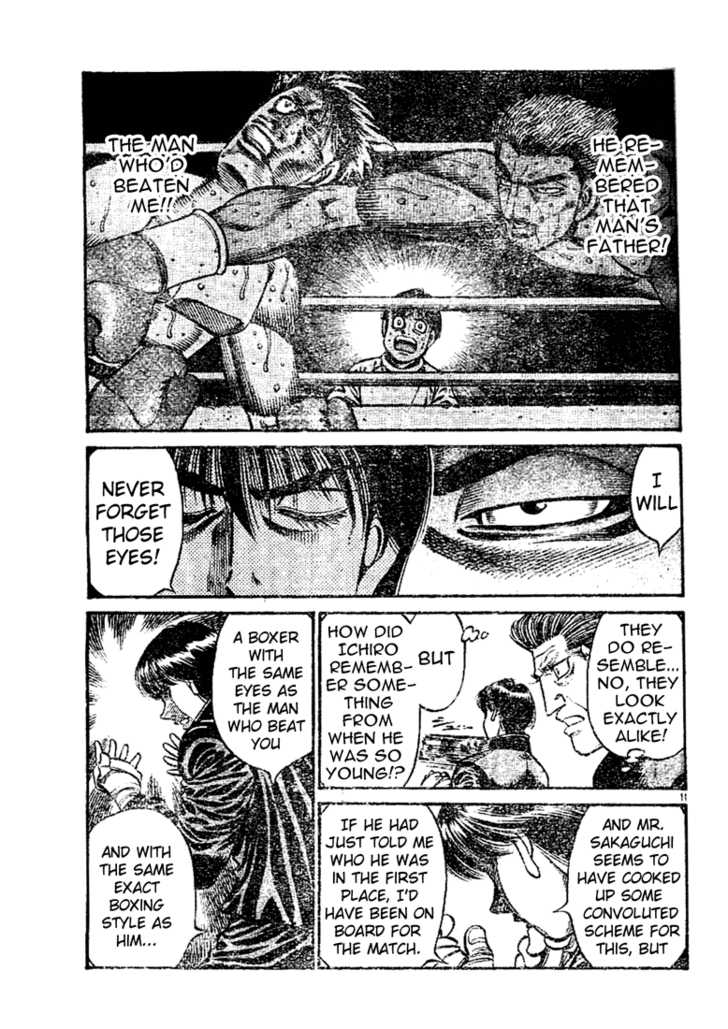 HE RE-
MEM-
BERED
THAT
MAN'S
FATHER!
THE MAN
WHO'D
BEATEN
ME!!
I
WILL
NEVER
FORGET
THOSE
EYES!
THEY
DO RE-
SEMBLE...
NO, THEY
LOOK
EXACTLY
ALIKE!
BUT
HOW DID
ICHIRO
REMEMB-
ER SOME-
THING
FROM
WHEN HE
WAS SO
YOUNG!?
A BOXER
WITH
THE SAME
EYES AS
THE MAN
WHO BEAT
YOU
AND WITH
THE SAME
EXACT
BOXING
STYLE AS
HIM...
11
AND MR.
SAKAGUCHI
SEEMS TO
HAVE COOKED
UP SOME
CONVOLUTED
SCHEME FOR
THIS, BUT
IF HE HAD
JUST TOLD ME
WHO HE WAS
IN THE FIRST
PLACE, I'D
HAVE BEEN ON
BOARD FOR
THE MATCH.